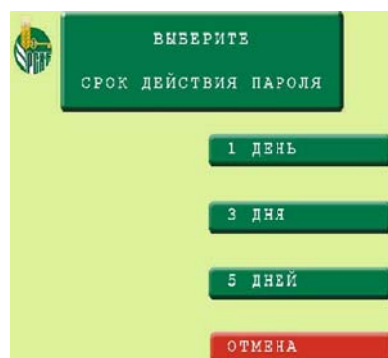 ВЫБЕРИТЕ
СРОК ДЕЙСТВИЯ ПАРОЛЯ
1 ДЕНЬ
3 ДНЯ
5 ДНЕЙ
ОТМЕНА